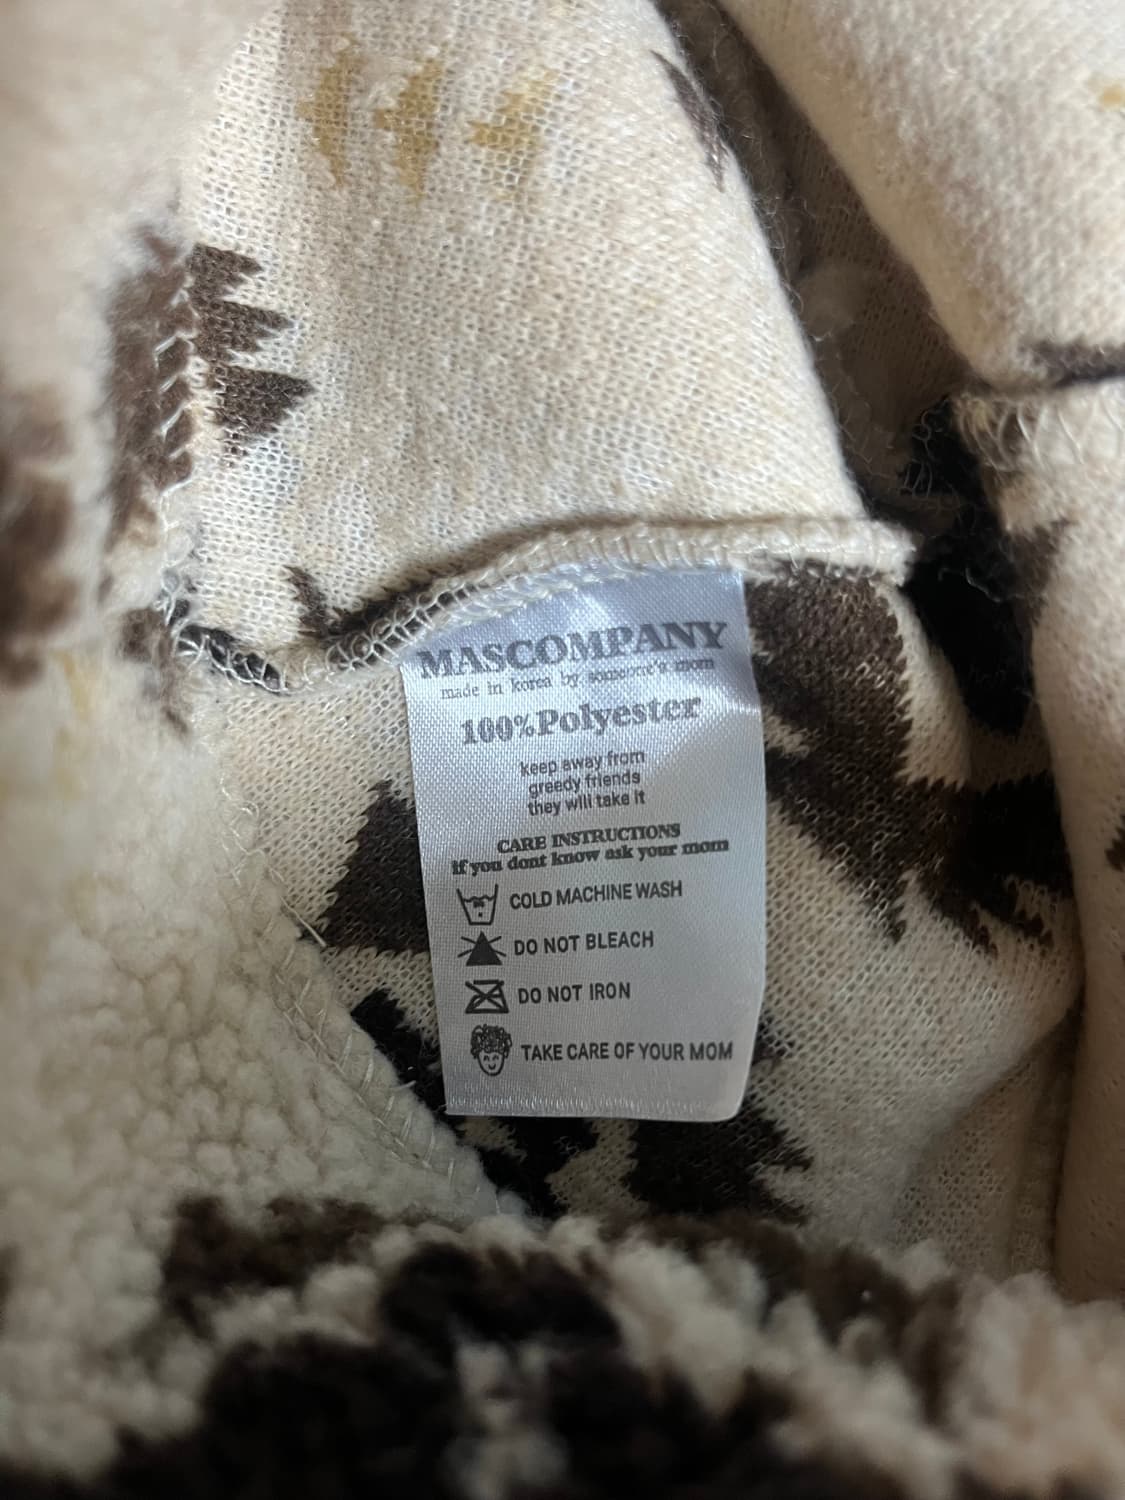 MASCOMPANY
made in korea by someone's mom
100%Polyester
keep away from
greedy friends
they will take it
CARE INSTRUCTIONS
if you dont know ask your mom
COLD MACHINE WASH
DO NOT BLEACH
DO NOT IRON
TAKE CARE OF YOUR MOM